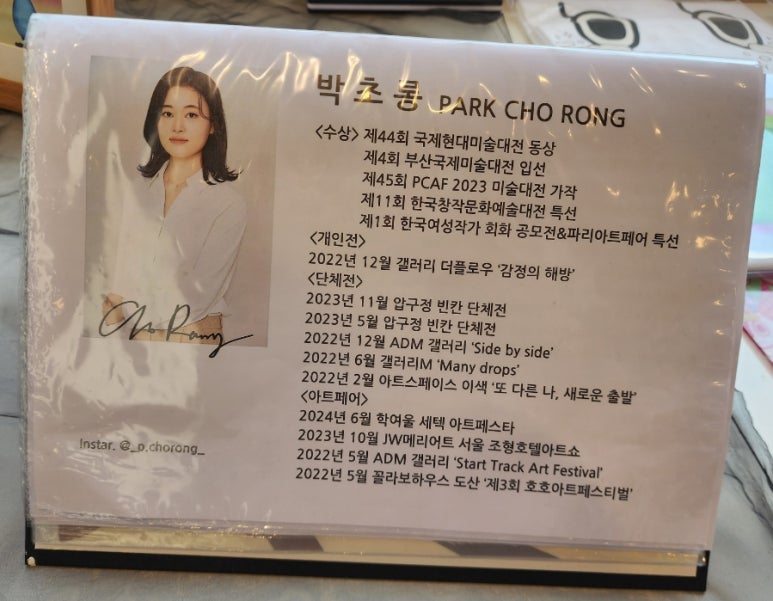 박초롱 PARK CHO RONG
<수상> 제44회 국제현대미술대전 동상
제4회 부산국제미술대전 입선
제45회 PCAF 2023 미술대전 가작
제11회 한국창작문화예술대전 특선
제1회 한국여성작가 회화 공모전&파리아트페어 특선
<개인전>
2022년 12월 갤러리 더플로우 '감정의 해방'
<단체전>
2023년 11월 압구정 빈칸 단체전
2023년 5월 압구정 빈칸 단체전
2022년 12월 ADM 갤러리 'Side by side'
2022년 6월 갤러리M 'Many drops'
2022년 2월 아트스페이스 이색 '또 다른 나, 새로운 출발'
<아트페어>
2024년 6월 학여울 세텍 아트페스타
2023년 10월 JW메리어트 서울 조형호텔아트쇼
2022년 5월 ADM 갤러리 'Start Track Art Festival'
2022년 5월 꼴라보하우스 도산 '제3회 호호아트페스티벌'
Cho Rong
Instar. @_p.chorong_